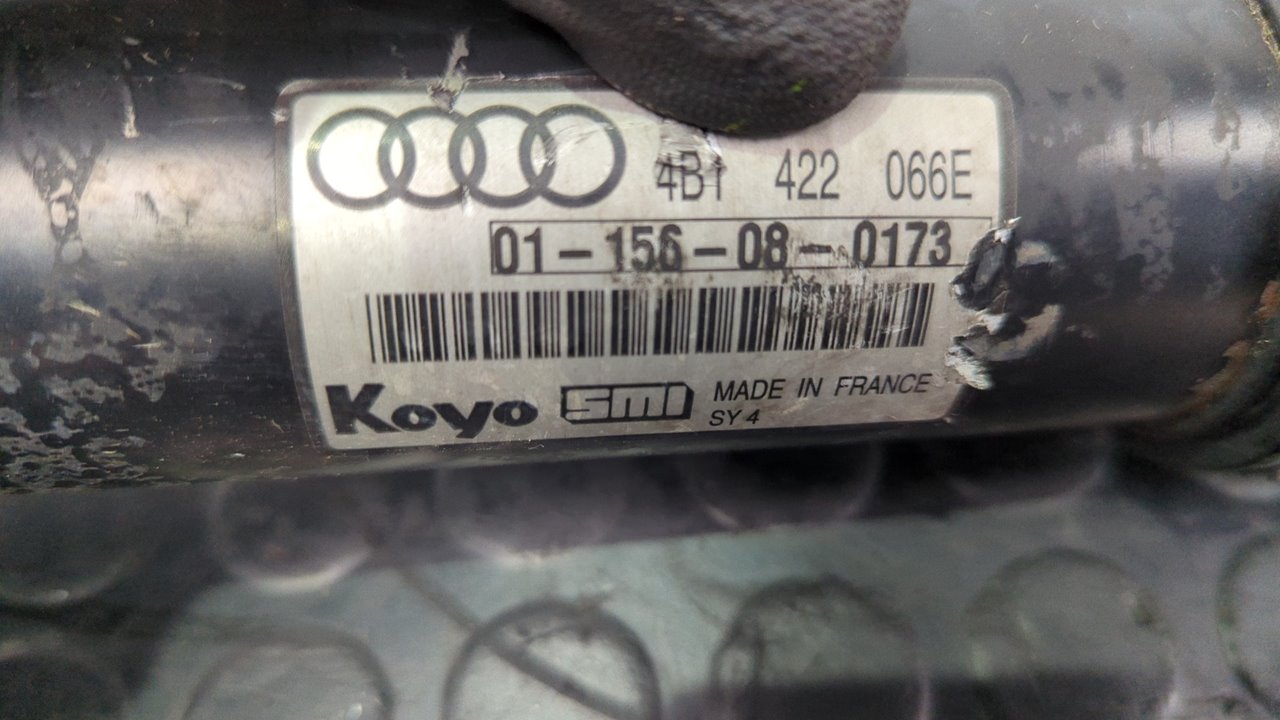 4B1 422 066E
01-156-08-0173
Koyo SMI MADE IN FRANCE
SY 4